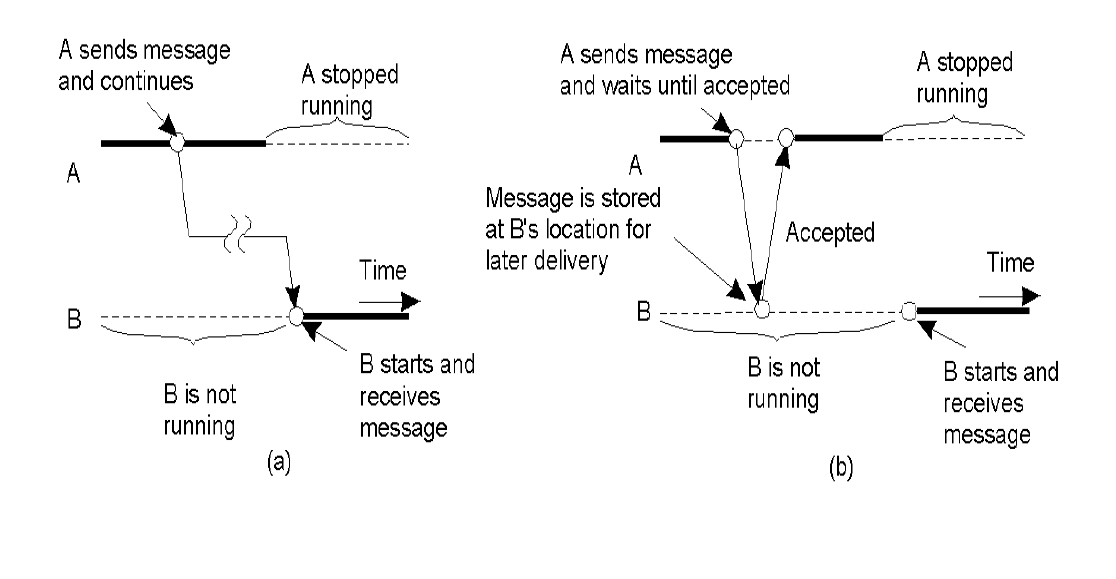 A sends message
and continues
A stopped
running
A
Time
B
B is not
running
B starts and
receives
message
(a)
A sends message
and waits until accepted
A stopped
running
A
Message is stored
at B's location for
later delivery
Accepted
Time
B
B is not
running
B starts and
receives
message
(b)